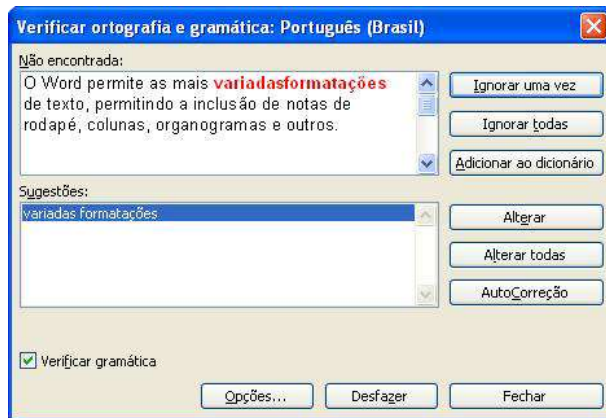 Verificar ortografia e gramática: Português (Brasil)
Não encontrada:
O Word permite as mais variadasformatações
de texto, permitindo a inclusão de notas de
rodapé, colunas, organogramas e outros.
Ignorar uma vez
Ignorar todas
Adicionar ao dicionário
Sugestões:
variadas formatações
Alterar
Alterar todas
AutoCorreção
Verificar gramática
Opções...
Desfazer
Fechar